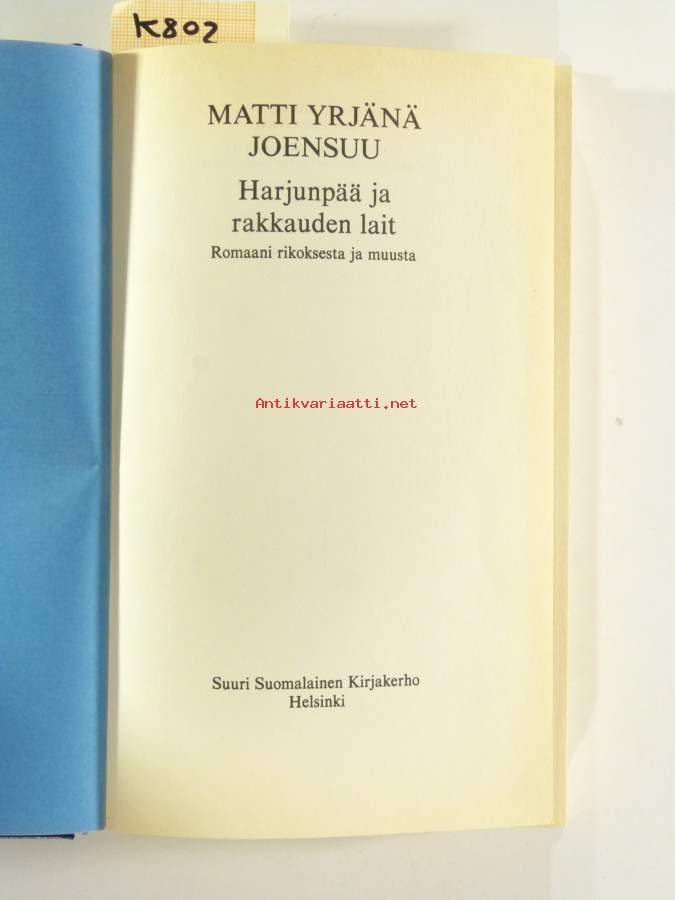 K802
MATTI YRJÄNÄ
JOENSUU
Harjunpää ja
rakkauden lait
Romaani rikoksesta ja muusta
Antikvariaatti.net
Suuri Suomalainen Kirjakerho
Helsinki